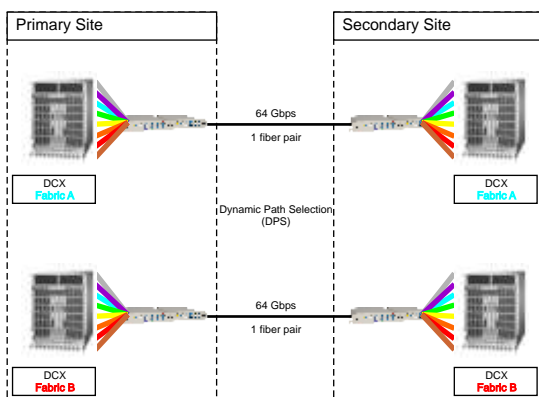 Primary Site
Secondary Site
64 Gbps
1 fiber pair
DCX
Fabric A
DCX
Fabric A
Dynamic Path Selection
(DPS)
64 Gbps
1 fiber pair
DCX
Fabric B
DCX
Fabric B